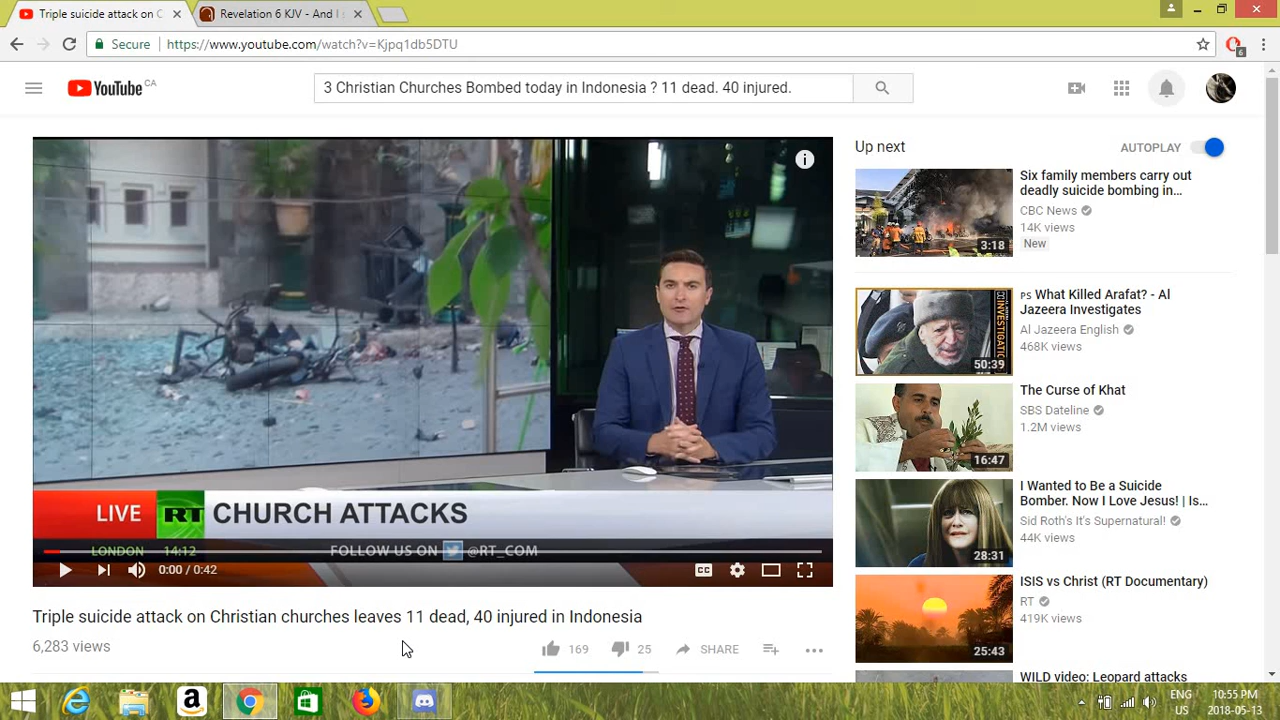 Triple suicide attack on C
Revelation 6 KJV - And I s
Secure
https://www.youtube.com/watch?v=Kjpq1db5DTU
6
YouTube CA
3 Christian Churches Bombed today in Indonesia ? 11 dead. 40 injured.
LIVE RT CHURCH ATTACKS
LONDON 14:12 FOLLOW US ON @RT_COM
0:00 / 0:42
CC
Triple suicide attack on Christian churches leaves 11 dead, 40 injured in Indonesia
6,283 views
169
25
SHARE
Up next
AUTOPLAY
Six family members carry out
deadly suicide bombing in...
CBC News
14K views
New
3:18
PS What Killed Arafat? - Al
Jazeera Investigates
Al Jazeera English
468K views
INVESTIGATION
50:39
The Curse of Khat
SBS Dateline
1.2M views
16:47
I Wanted to Be a Suicide
Bomber. Now I Love Jesus! | Is...
Sid Roth's It's Supernatural!
44K views
28:31
ISIS vs Christ (RT Documentary)
RT
419K views
25:43
WILD video: Leopard attacks
ENG
US
10:55 PM
2018-05-13